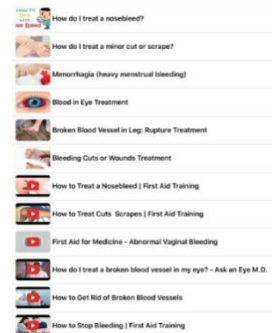 How do I treat a nosebleed?
How do I treat a minor cut or scrape?
Menorrhagia (heavy menstrual bleeding)
Blood in Eye Treatment
Broken Blood Vessel in Leg: Rupture Treatment
Bleeding Cuts or Wounds Treatment
How to Treat a Nosebleed | First Aid Training
How to Treat Cuts Scrapes | First Aid Training
First Aid for Medicine - Abnormal Vaginal Bleeding
How do I treat a broken blood vessel in my eye? - Ask an Eye M.D.
How to Get Rid of Broken Blood Vessels
How to Stop Bleeding | First Aid Training